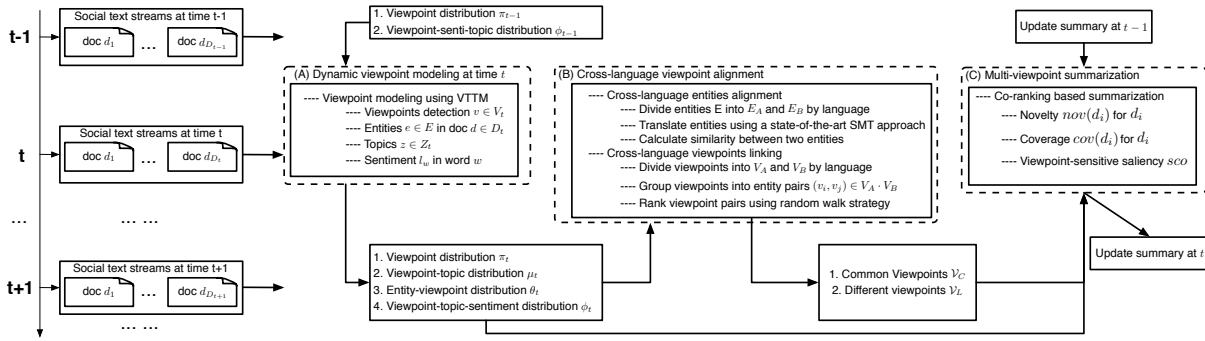 t-1
Social text streams at time t-1
doc d₁ … doc d_{D_{t−1}}
t
Social text streams at time t
doc d₁ … doc d_{D_t}
… … …
t+1
Social text streams at time t+1
doc d₁ … doc d_{D_{t+1}}
… …
1. Viewpoint distribution π_{t−1}
2. Viewpoint-senti-topic distribution ϕ_{t−1}
(A) Dynamic viewpoint modeling at time t
---- Viewpoint modeling using VTTM
---- Viewpoints detection v ∈ V_t
---- Entities e ∈ E in doc d ∈ D_t
---- Topics z ∈ Z_t
---- Sentiment l_w in word w
1. Viewpoint distribution π_t
2. Viewpoint-topic distribution μ_t
3. Entity-viewpoint distribution θ_t
4. Viewpoint-topic-sentiment distribution ϕ_t
(B) Cross-language viewpoint alignment
---- Cross-language entities alignment
---- Divide entities E into E_A and E_B by language
---- Translate entities using a state-of-the-art SMT approach
---- Calculate similarity between two entities
---- Cross-language viewpoints linking
---- Divide viewpoints into V_A and V_B by language
---- Group viewpoints into entity pairs (v_i, v_j) ∈ V_A · V_B
---- Rank viewpoint pairs using random walk strategy
1. Common Viewpoints 𝒱_C
2. Different viewpoints 𝒱_L
Update summary at t − 1
(C) Multi-viewpoint summarization
---- Co-ranking based summarization
---- Novelty nov(d_i) for d_i
---- Coverage cov(d_i) for d_i
---- Viewpoint-sensitive saliency sco
Update summary at t